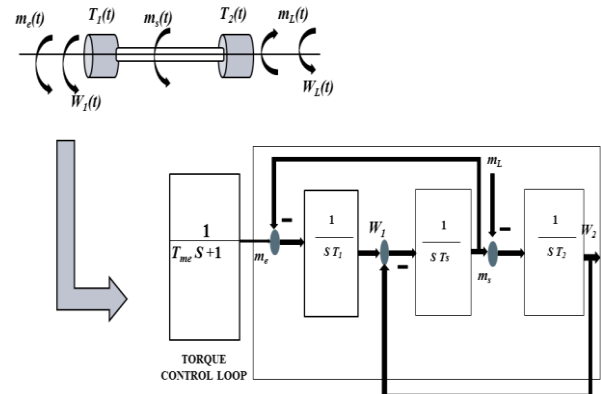 m_e(t)
T_1(t)
T_2(t)
m_s(t)
m_L(t)
W_1(t)
W_L(t)
1
T_me S +1
TORQUE
CONTROL LOOP
m_e
1
S T_1
W_1
1
S Ts
m_s
m_L
1
S T_2
W_2